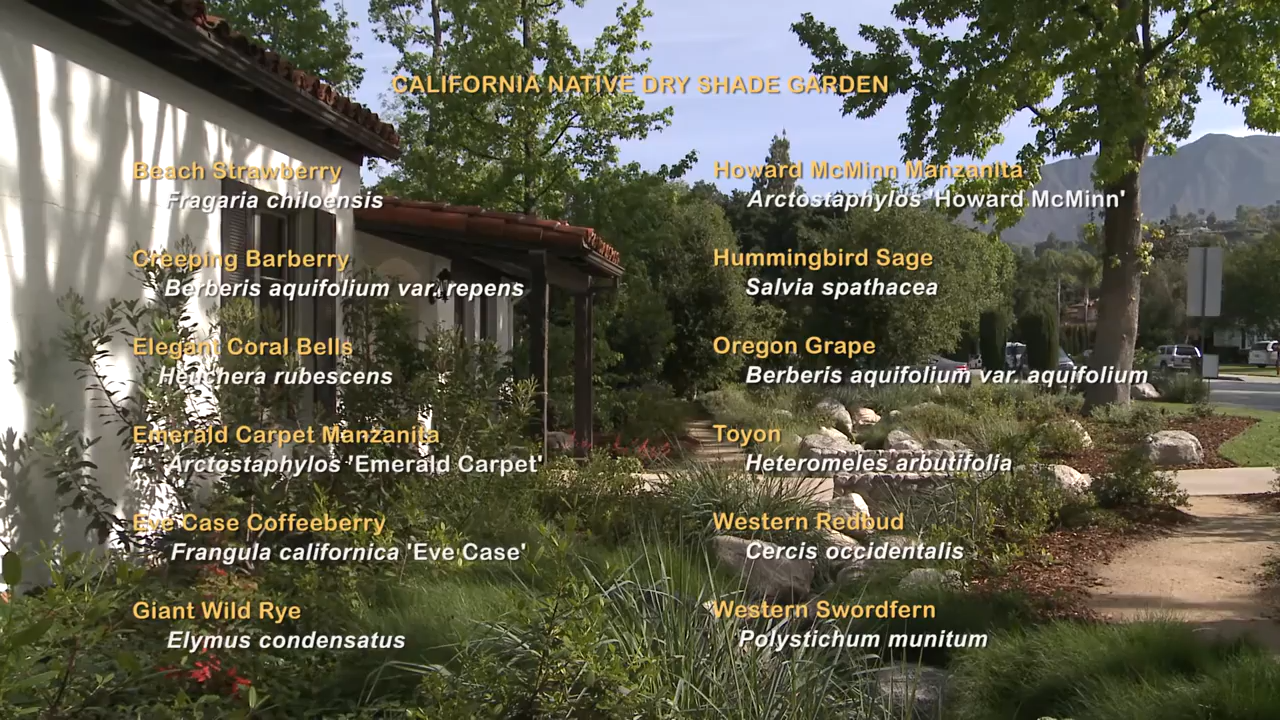 CALIFORNIA NATIVE DRY SHADE GARDEN
Beach Strawberry
Fragaria chiloensis
Creeping Barberry
Berberis aquifolium var. repens
Elegant Coral Bells
Heuchera rubescens
Emerald Carpet Manzanita
Arctostaphylos 'Emerald Carpet'
Eve Case Coffeeberry
Frangula californica 'Eve Case'
Giant Wild Rye
Elymus condensatus
Howard McMinn Manzanita
Arctostaphylos 'Howard McMinn'
Hummingbird Sage
Salvia spathacea
Oregon Grape
Berberis aquifolium var. aquifolium
Toyon
Heteromeles arbutifolia
Western Redbud
Cercis occidentalis
Western Swordfern
Polystichum munitum